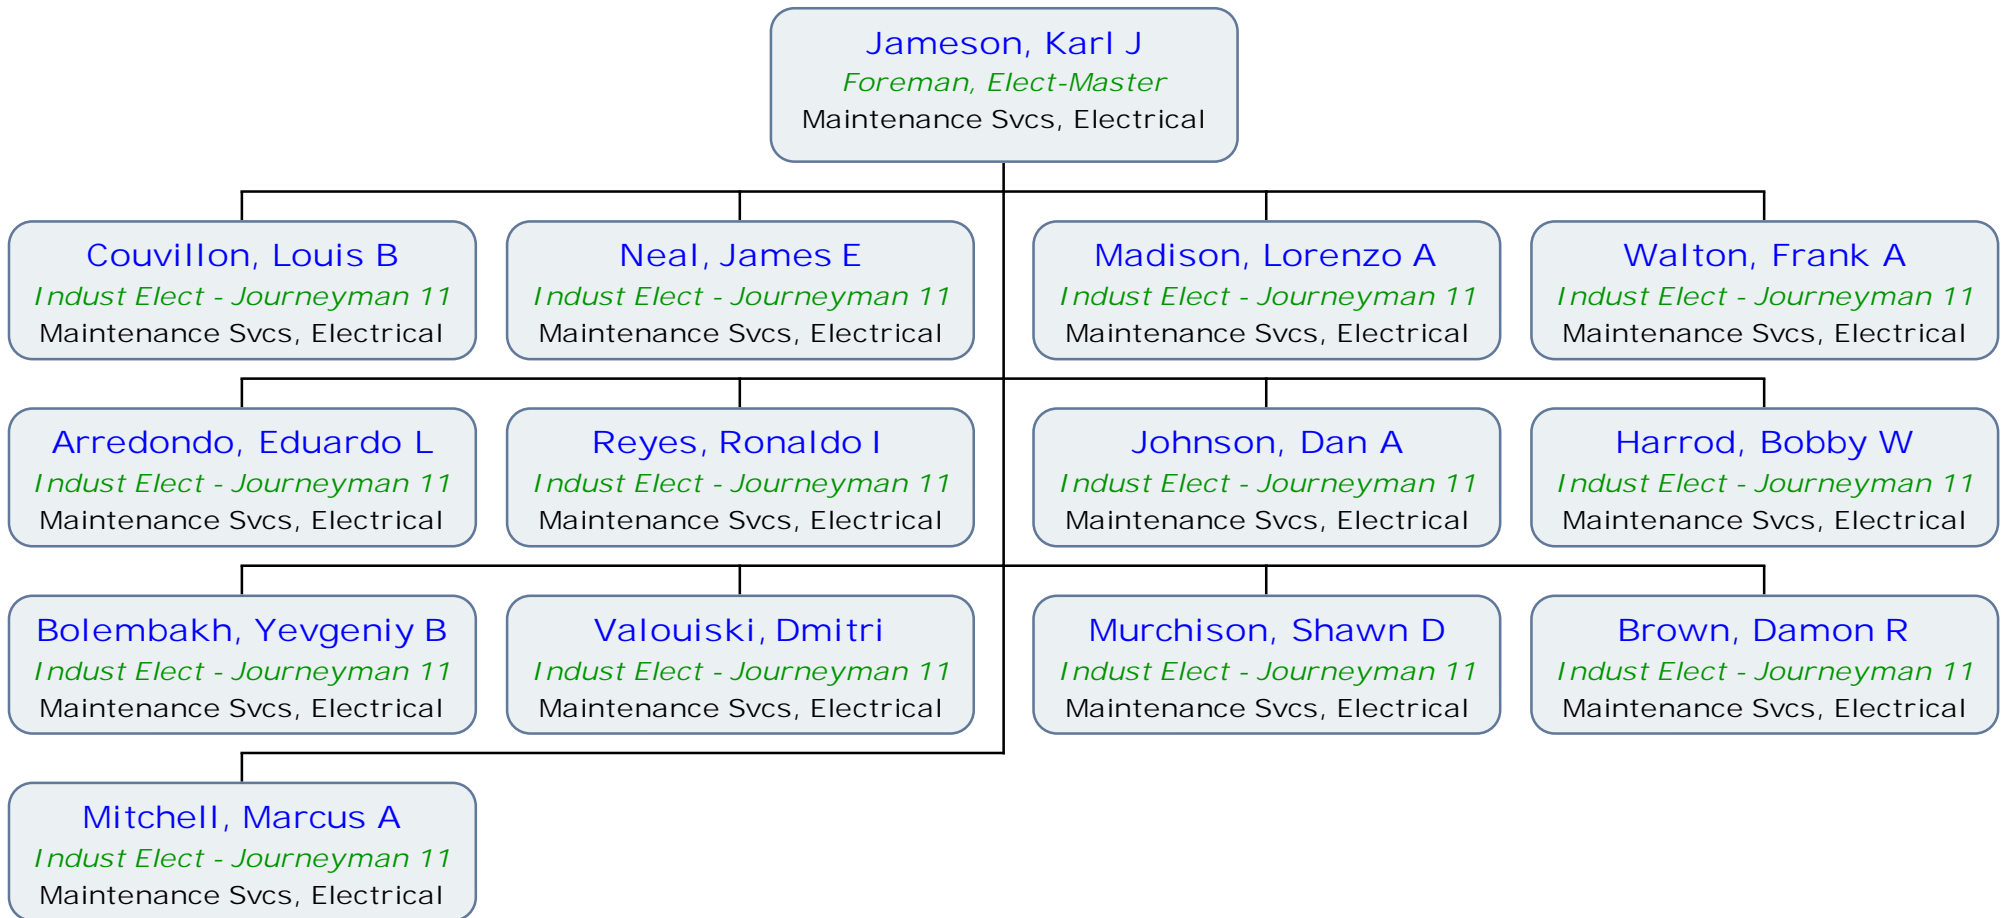 Jameson, Karl J
Foreman, Elect-Master
Maintenance Svcs, Electrical
Couvillon, Louis B
Indust Elect - Journeyman 11
Maintenance Svcs, Electrical
Neal, James E
Indust Elect - Journeyman 11
Maintenance Svcs, Electrical
Madison, Lorenzo A
Indust Elect - Journeyman 11
Maintenance Svcs, Electrical
Walton, Frank A
Indust Elect - Journeyman 11
Maintenance Svcs, Electrical
Arredondo, Eduardo L
Indust Elect - Journeyman 11
Maintenance Svcs, Electrical
Reyes, Ronaldo I
Indust Elect - Journeyman 11
Maintenance Svcs, Electrical
Johnson, Dan A
Indust Elect - Journeyman 11
Maintenance Svcs, Electrical
Harrod, Bobby W
Indust Elect - Journeyman 11
Maintenance Svcs, Electrical
Bolembakh, Yevgeniy B
Indust Elect - Journeyman 11
Maintenance Svcs, Electrical
Valouiski, Dmitri
Indust Elect - Journeyman 11
Maintenance Svcs, Electrical
Murchison, Shawn D
Indust Elect - Journeyman 11
Maintenance Svcs, Electrical
Brown, Damon R
Indust Elect - Journeyman 11
Maintenance Svcs, Electrical
Mitchell, Marcus A
Indust Elect - Journeyman 11
Maintenance Svcs, Electrical